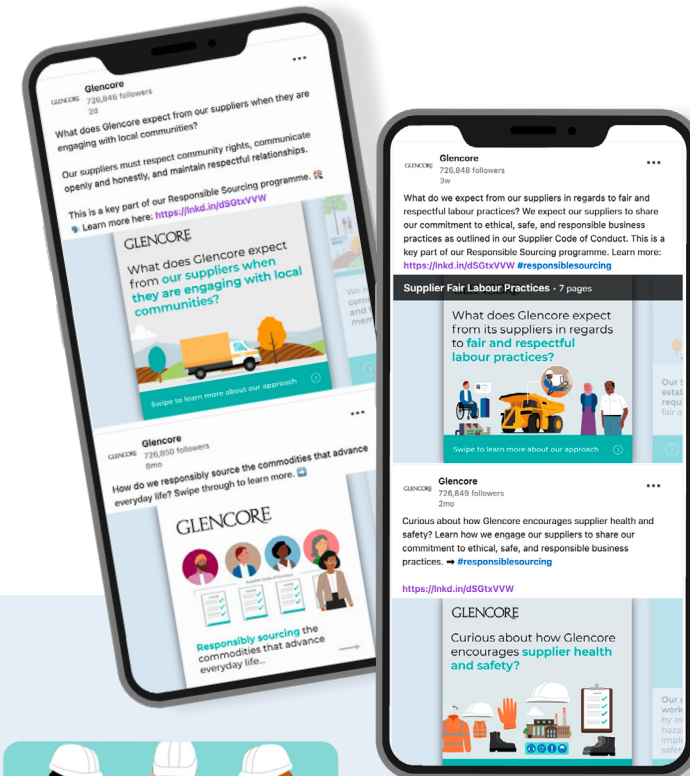 GLENCORE
Glencore
726,846 followers
2d
What does Glencore expect from our suppliers when they are
engaging with local communities?
Our suppliers must respect community rights, communicate
openly and honestly, and maintain respectful relationships.
This is a key part of our Responsible Sourcing programme.
Learn more here: https://lnkd.in/dSGtxVVW
GLENCORE
What does Glencore expect
from our suppliers when
they are engaging with local
communities?
Swipe to learn more about our approach
GLENCORE
Glencore
726,850 followers
8mo
How do we responsibly source the commodities that advance
everyday life? Swipe through to learn more.
GLENCORE
Supplier Code of Conduct
Responsibly sourcing the
commodities that advance
everyday life...
GLENCORE
Glencore
726,848 followers
3w
What do we expect from our suppliers in regards to fair and
respectful labour practices? We expect our suppliers to share
our commitment to ethical, safe, and responsible business
practices as outlined in our Supplier Code of Conduct. This is a
key part of our Responsible Sourcing programme. Learn more:
https://lnkd.in/dSGtxVVW #responsiblesourcing
Supplier Fair Labour Practices • 7 pages
What does Glencore expect
from its suppliers in regards
to fair and respectful
labour practices?
Swipe to learn more about our approach
GLENCORE
Glencore
726,849 followers
2mo
Curious about how Glencore encourages supplier health and
safety? Learn how we engage our suppliers to share our
commitment to ethical, safe, and responsible business
practices. ➡ #responsiblesourcing
https://lnkd.in/dSGtxVVW
GLENCORE
Curious about how Glencore
encourages supplier health
and safety?